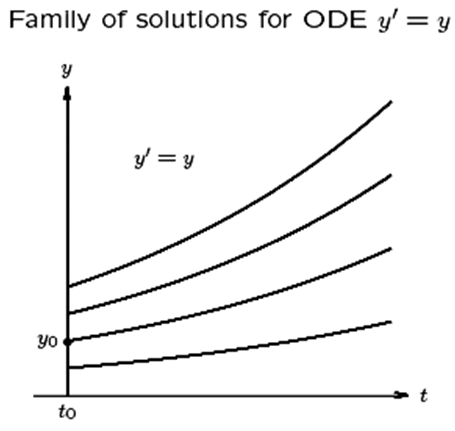 Family of solutions for ODE y′ = y
y
y′ = y
y0
t
t0